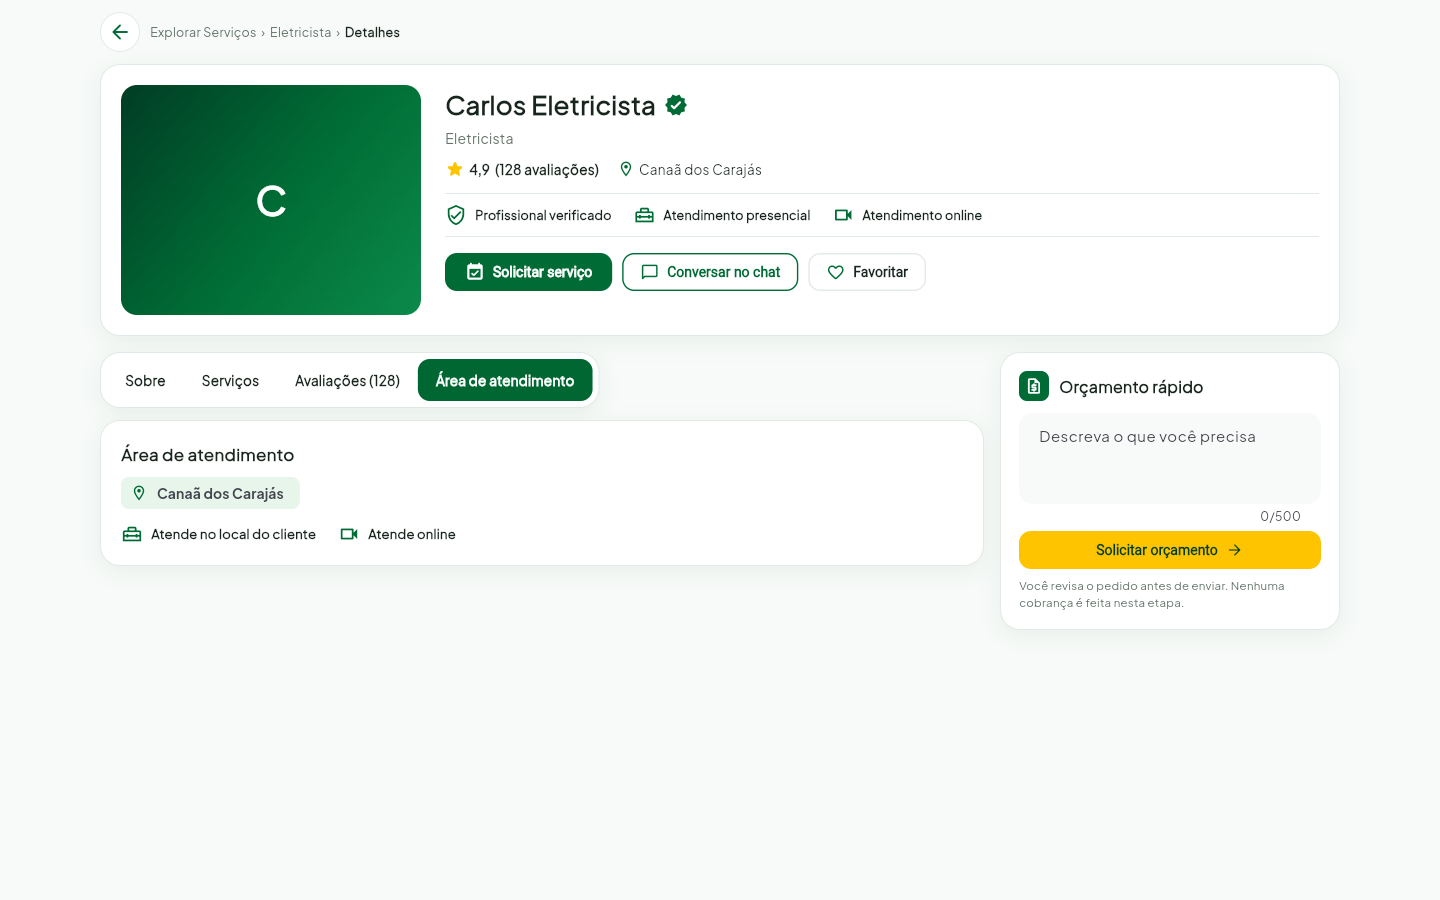 Explorar Serviços › Eletricista › Detalhes
C
Carlos Eletricista
Eletricista
4,9 (128 avaliações) Canaã dos Carajás
Profissional verificado Atendimento presencial Atendimento online
Solicitar serviço Conversar no chat Favoritar
Sobre Serviços Avaliações (128) Área de atendimento
Área de atendimento
Canaã dos Carajás
Atende no local do cliente Atende online
Orçamento rápido
Descreva o que você precisa
0/500
Solicitar orçamento
Você revisa o pedido antes de enviar. Nenhuma
cobrança é feita nesta etapa.